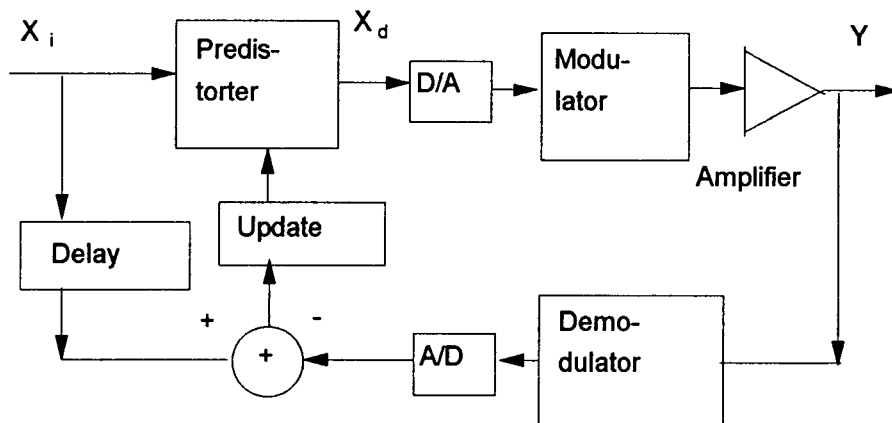 X i
X d
Y
Predis-
torter
D/A
Modu-
lator
Amplifier
Update
Delay
+
-
+
A/D
Demo-
dulator